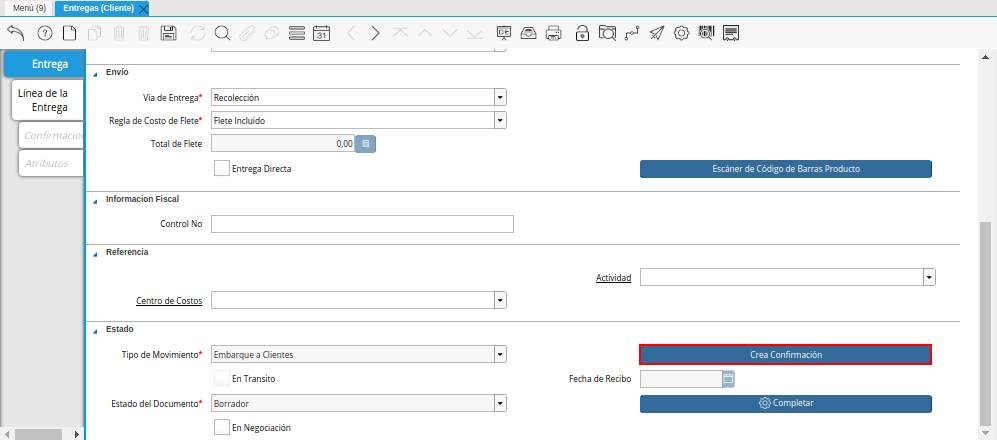 Menú (9)
Entregas (Cliente)
31
Entrega
Línea de la
Entrega
Atributos
Envío
Vía de Entrega*
Recolección
Regla de Costo de Flete*
Flete Incluido
Total de Flete
0,00
Entrega Directa
Escáner de Código de Barras Producto
Informacion Fiscal
Control No
Referencia
Actividad
Centro de Costos
Estado
Tipo de Movimiento*
Embarque a Clientes
Crea Confirmación
En Transito
Fecha de Recibo
Estado del Documento*
Borrador
Completar
En Negociación